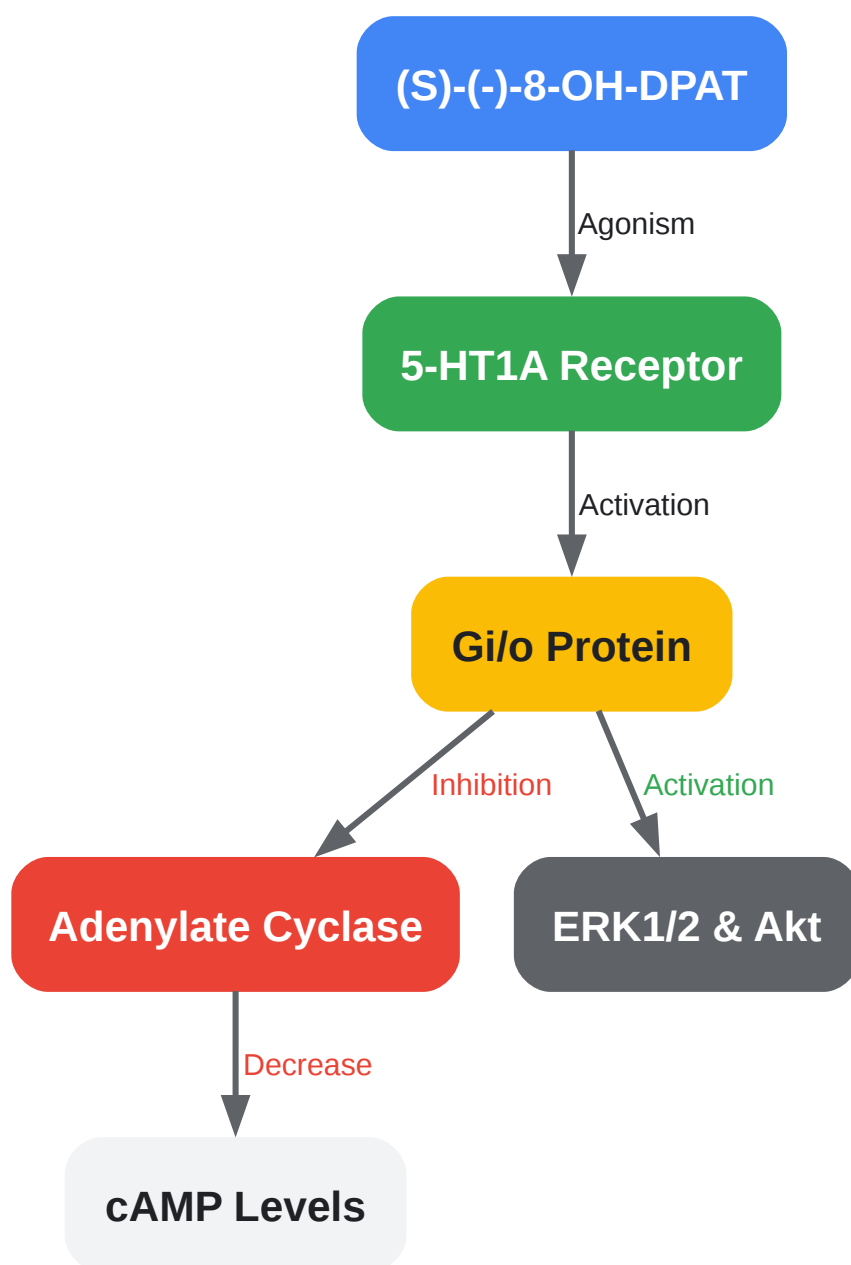 (S)-(-)-8-OH-DPAT
Agonism
5-HT1A Receptor
Activation
Gi/o Protein
Inhibition
Activation
Adenylate Cyclase
ERK1/2 & Akt
Decrease
cAMP Levels